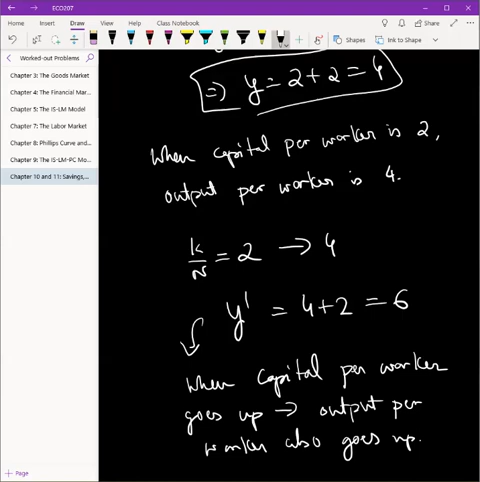 ECO207
File Home Insert Draw View Help Class Notebook Share
Shapes Ink to Shape
Worked-out Problems
Chapter 3: The Goods Market
Chapter 4: The Financial Mar...
Chapter 5: The IS-LM Model
Chapter 7: The Labor Market
Chapter 8: Phillips Curve and...
Chapter 9: The IS-LM-PC Mo...
Chapter 10 and 11: Savings,...
+ Page
⇒ y = 2 + 2 = 4
When capital per worker is 2,
output per worker is 4.
K/N = 2 → 4
y' = 4 + 2 = 6
When capital per worker
goes up → output per
worker also goes up.